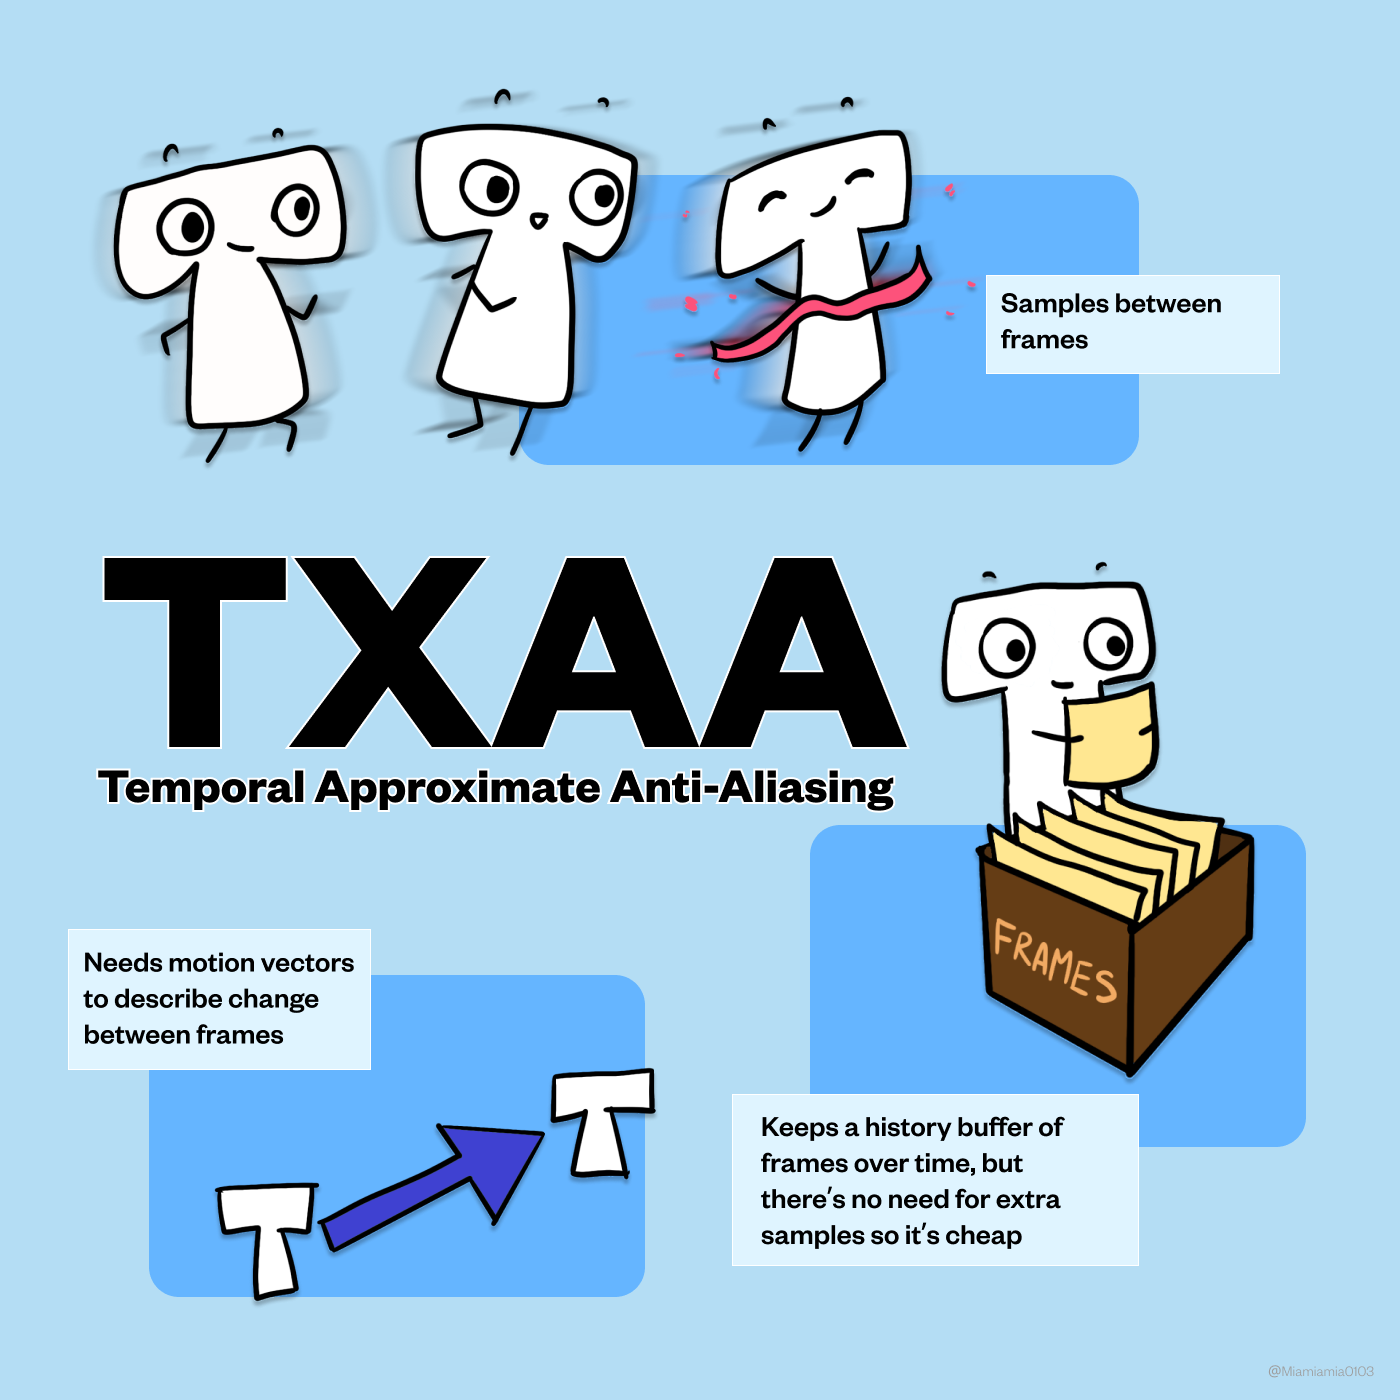 Samples between
frames
TXAA
Temporal Approximate Anti-Aliasing
FRAMES
Needs motion vectors
to describe change
between frames
Keeps a history buffer of
frames over time, but
there's no need for extra
samples so it's cheap
@Miamiamia0103